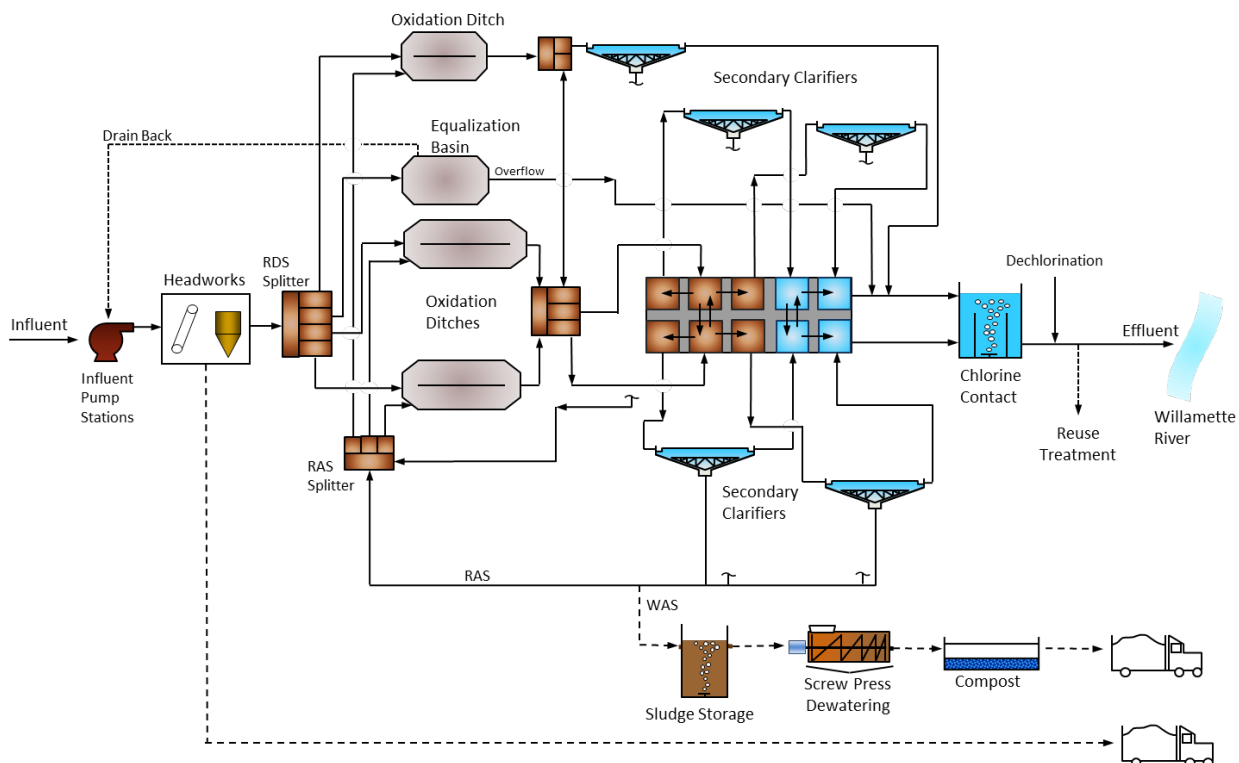 Oxidation Ditch
Secondary Clarifiers
Drain Back
Equalization
Basin
Overflow
RDS
Splitter
Headworks
Oxidation
Ditches
Dechlorination
Influent
Effluent
Influent
Pump
Stations
Chlorine
Contact
Willamette
River
Reuse
Treatment
RAS
Splitter
Secondary
Clarifiers
RAS
WAS
Sludge Storage
Screw Press
Dewatering
Compost